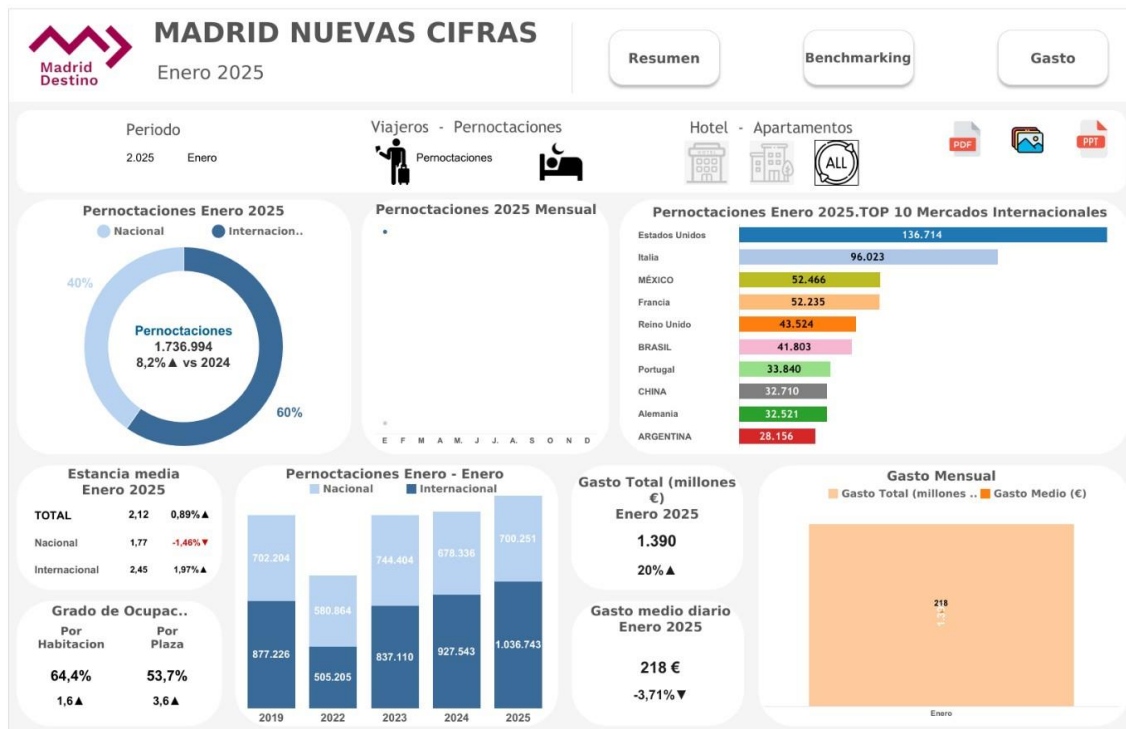 MADRID NUEVAS CIFRAS
Enero 2025
Madrid
Destino
Resumen
Benchmarking
Gasto
Periodo
2.025 Enero
Viajeros - Pernoctaciones
Pernoctaciones
Hotel - Apartamentos
ALL
PDF
PPT
Pernoctaciones Enero 2025
Nacional
Internacion..
40%
Pernoctaciones
1.736.994
8,2%▲ vs 2024
60%
Pernoctaciones 2025 Mensual
E F M A M. J J. A. S O N D
Pernoctaciones Enero 2025.TOP 10 Mercados Internacionales
Estados Unidos 136.714
Italia 96.023
MÉXICO 52.466
Francia 52.235
Reino Unido 43.524
BRASIL 41.803
Portugal 33.840
CHINA 32.710
Alemania 32.521
ARGENTINA 28.156
Estancia media
Enero 2025
TOTAL 2,12 0,89%▲
Nacional 1,77 -1,46%▼
Internacional 2,45 1,97%▲
Grado de Ocupac..
Por Habitacion
Por Plaza
64,4% 53,7%
1,6▲ 3,6▲
Pernoctaciones Enero - Enero
Nacional Internacional
702.204 580.864 744.404 678.336 700.251
877.226 505.205 837.110 927.543 1.036.743
2019 2022 2023 2024 2025
Gasto Total (millones
€)
Enero 2025
1.390
20%▲
Gasto medio diario
Enero 2025
218 €
-3,71%▼
Gasto Mensual
Gasto Total (millones .. Gasto Medio (€)
218
Enero